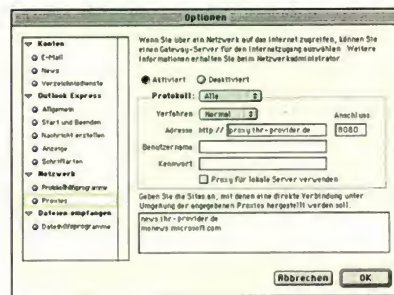 Optionen
Konten
E-Mail
News
Verzeichnisdienste
Outlook Express
Allgemein
Start und Beenden
Nachricht erstellen
Anzeige
Schriftarten
Netzwerk
Protokollhilfsprogramme
Proxies
Dateien empfangen
Dateihilfsprogramme
Wenn Sie über ein Netzwerk auf das Internet zugreifen, können Sie
einen Gateway-Server für den Internetzugang auswählen. Weitere
Informationen erhalten Sie beim Netzwerkadministrator.
Aktiviert Deaktiviert
Protokoll: Alle
Verfahren Normal Anschluss
Adresse http:// proxy.ihr-provider.de 8080
Benutzername
Kennwort
Proxy für lokale Server verwenden
Geben Sie die Sites an, mit denen eine direkte Verbindung unter
Umgehung der angegebenen Proxies hergestellt werden soll.
news.ihr-provider.de
msnews.microsoft.com
Abbrechen OK